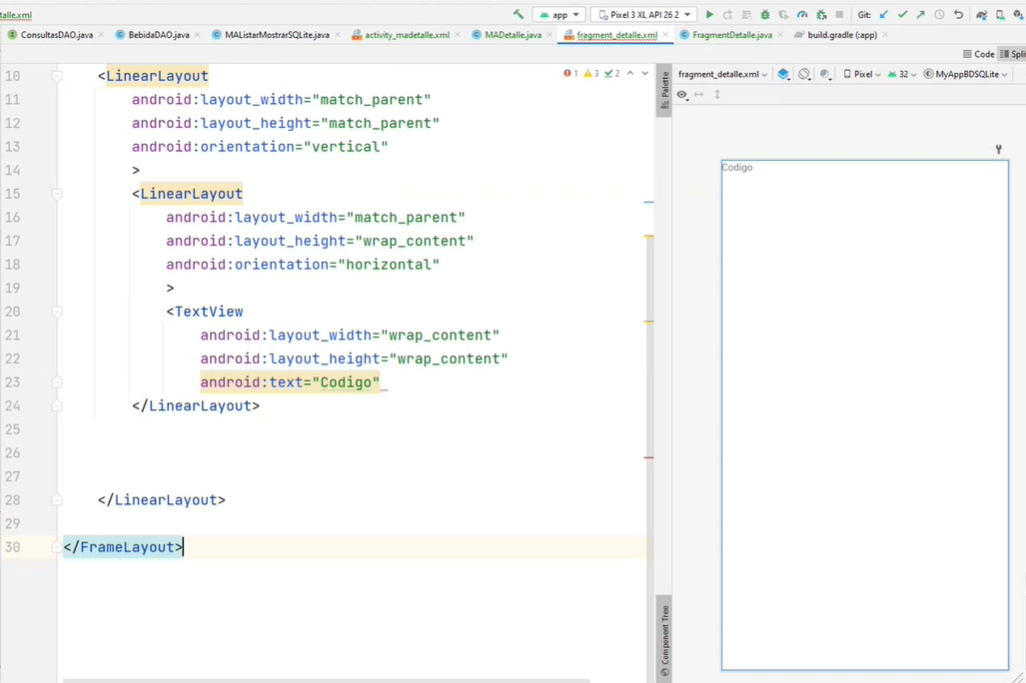 talle.xml
app
Pixel 3 XL API 26 2
Git:
ConsultasDAO.java
BebidaDAO.java
MAListarMostrarSQLite.java
activity_madetalle.xml
MADetalle.java
fragment_detalle.xml
FragmentDetalle.java
build.gradle (:app)
Code
Split
1 3 2
Palette
fragment_detalle.xml
Pixel
32
MyAppBDSQLite
10 <LinearLayout
11 android:layout_width="match_parent"
12 android:layout_height="match_parent"
13 android:orientation="vertical"
14 >
15 <LinearLayout
16 android:layout_width="match_parent"
17 android:layout_height="wrap_content"
18 android:orientation="horizontal"
19 >
20 <TextView
21 android:layout_width="wrap_content"
22 android:layout_height="wrap_content"
23 android:text="Codigo"
24 </LinearLayout>
25
26
27
28 </LinearLayout>
29
30 </FrameLayout>
Codigo
Component Tree